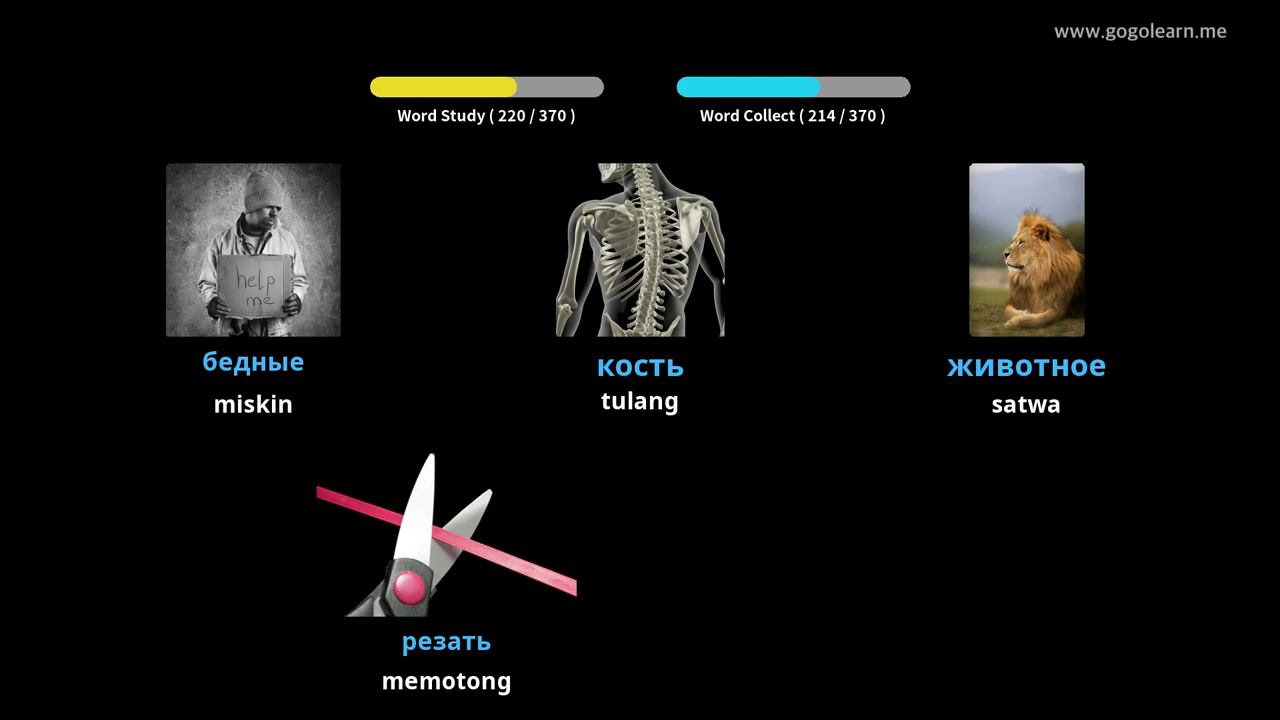 www.gogolearn.me
Word Study ( 220 / 370 )
Word Collect ( 214 / 370 )
help
me
бедные
miskin
кость
tulang
животное
satwa
резать
memotong